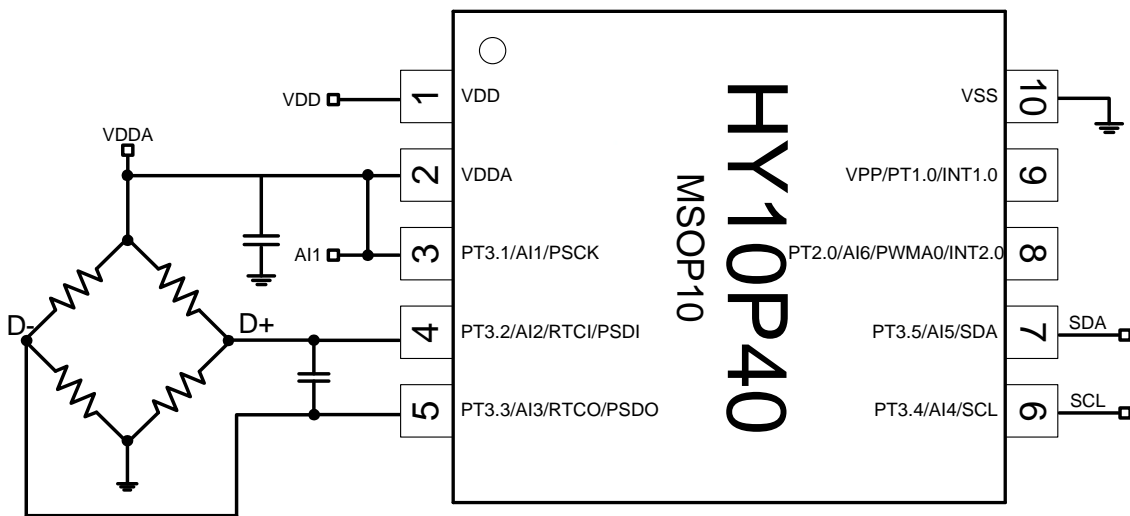 VDD
1
VDD
VSS
10
VDDA
2
VDDA
VPP/PT1.0/INT1.0
9
AI1
3
PT3.1/AI1/PSCK
PT2.0/AI6/PWMA0/INT2.0
8
D-
D+
4
PT3.2/AI2/RTCI/PSDI
PT3.5/AI5/SDA
7
SDA
5
PT3.3/AI3/RTCO/PSDO
PT3.4/AI4/SCL
6
SCL
HY10P40
MSOP10